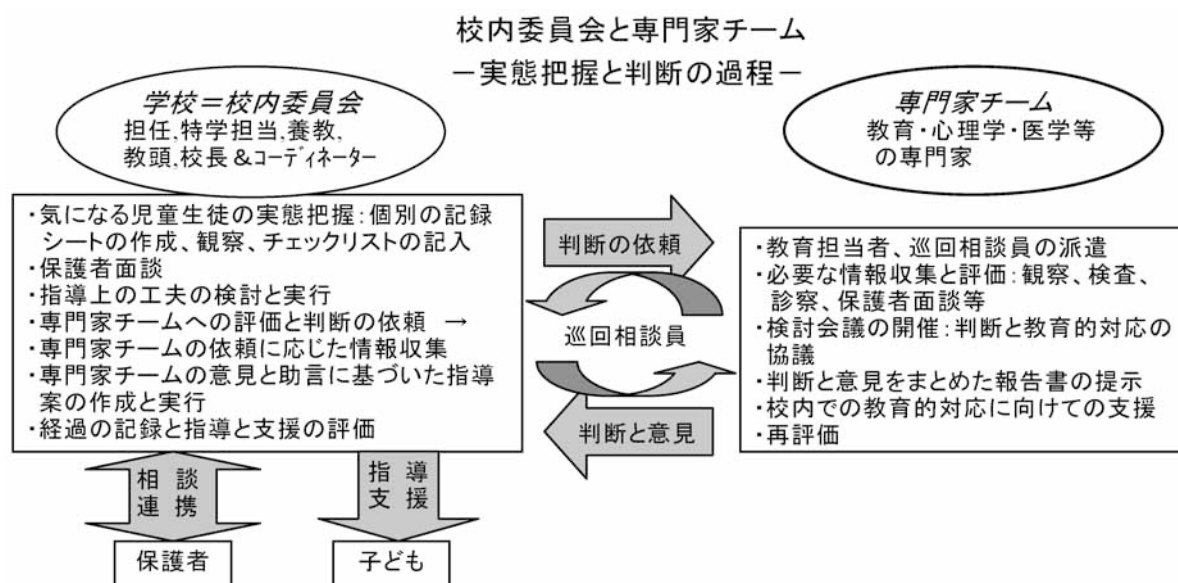 校内委員会と専門家チーム
－実態把握と判断の過程－
学校＝校内委員会
担任,特学担当,養教,
教頭,校長＆コーディネーター
専門家チーム
教育・心理学・医学等
の専門家
・気になる児童生徒の実態把握：個別の記録
シートの作成、観察、チェックリストの記入
・保護者面談
・指導上の工夫の検討と実行
・専門家チームへの評価と判断の依頼　→
・専門家チームの依頼に応じた情報収集
・専門家チームの意見と助言に基づいた指導
案の作成と実行
・経過の記録と指導と支援の評価
判断の依頼
巡回相談員
判断と意見
・教育担当者、巡回相談員の派遣
・必要な情報収集と評価：観察、検査、
診察、保護者面談等
・検討会議の開催：判断と教育的対応の
協議
・判断と意見をまとめた報告書の提示
・校内での教育的対応に向けての支援
・再評価
相　談
連　携
指　導
支　援
保護者
子ども